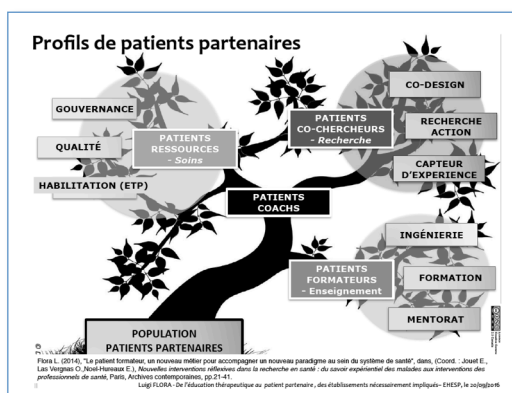 Profils de patients partenaires
GOUVERNANCE
QUALITÉ
HABILITATION (ETP)
PATIENTS
RESSOURCES
- Soins
PATIENTS
CO-CHERCHEURS
- Recherche
CO-DESIGN
RECHERCHE
ACTION
CAPTEUR
D'EXPERIENCE
PATIENTS
COACHS
PATIENTS
FORMATEURS
- Enseignement
INGÉNIERIE
FORMATION
MENTORAT
POPULATION
PATIENTS PARTENAIRES
Flora L. (2014), "Le patient formateur, un nouveau métier pour accompagner un nouveau paradigme au sein du système de santé", dans, (Coord. : Jouet E.,
Las Vergnas O.,Noel-Hureaux E.), Nouvelles interventions réflexives dans la recherche en santé : du savoir expérientiel des malades aux interventions des
professionnels de santé, Paris, Archives contemporaines, pp.21-41.
Luigi FLORA - De l'éducation thérapeutique au patient partenaire, des établissements nécessairement impliqués- EHESP, le 20/09/2016